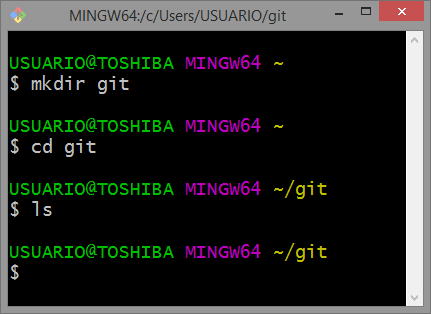 MINGW64:/c/Users/USUARIO/git
USUARIO@TOSHIBA MINGW64 ~
$ mkdir git
USUARIO@TOSHIBA MINGW64 ~
$ cd git
USUARIO@TOSHIBA MINGW64 ~/git
$ ls
USUARIO@TOSHIBA MINGW64 ~/git
$